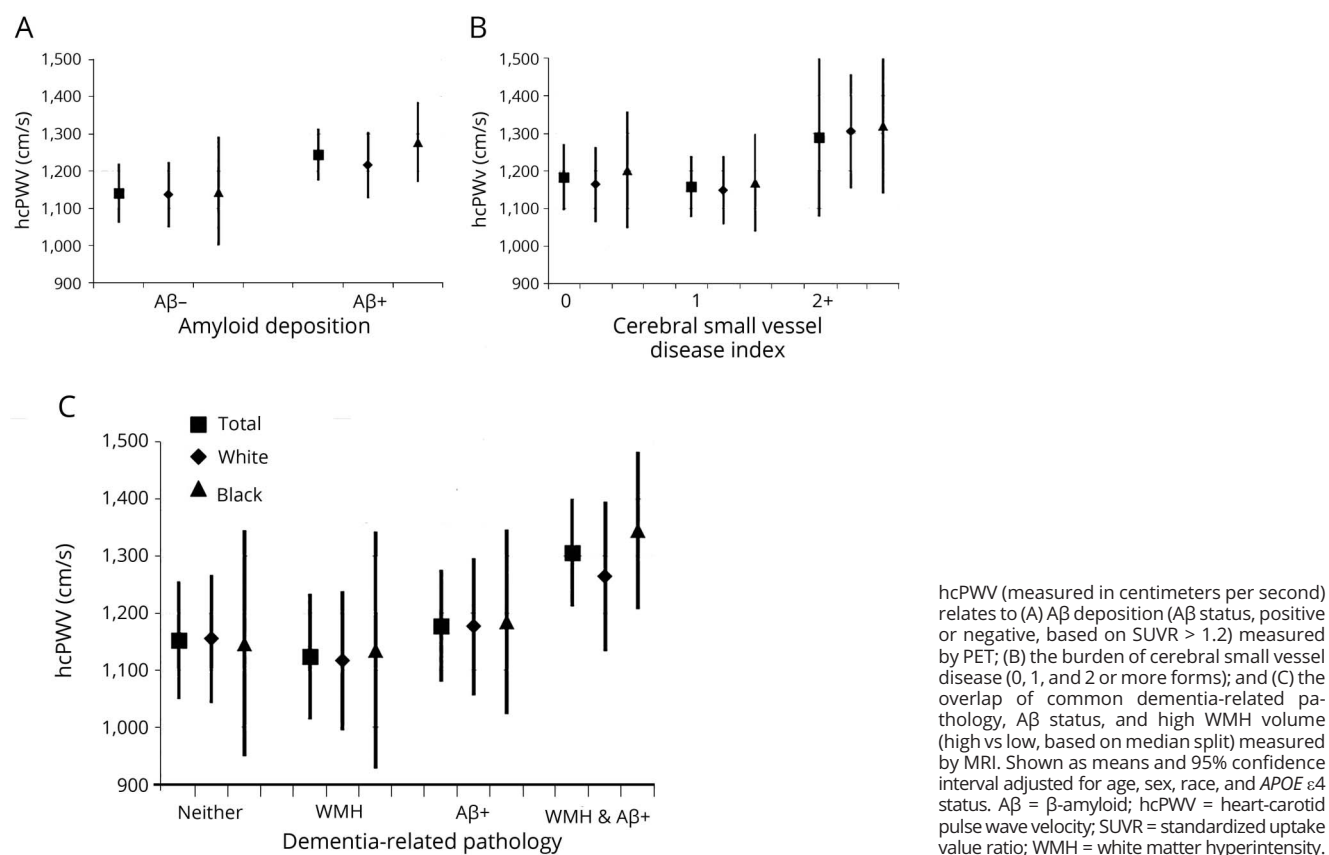 A
1,500
1,400
1,300
1,200
1,100
1,000
900
hcPWV (cm/s)
Aβ−
Aβ+
Amyloid deposition
B
1,500
1,400
1,300
1,200
1,100
1,000
900
hcPWv (cm/s)
0
1
2+
Cerebral small vessel
disease index
C
Total
White
Black
1,500
1,400
1,300
1,200
1,100
1,000
900
hcPWV (cm/s)
Neither
WMH
Aβ+
WMH & Aβ+
Dementia-related pathology
hcPWV (measured in centimeters per second)
relates to (A) Aβ deposition (Aβ status, positive
or negative, based on SUVR > 1.2) measured
by PET; (B) the burden of cerebral small vessel
disease (0, 1, and 2 or more forms); and (C) the
overlap of common dementia-related pa-
thology, Aβ status, and high WMH volume
(high vs low, based on median split) measured
by MRI. Shown as means and 95% confidence
interval adjusted for age, sex, race, and APOE ε4
status. Aβ = β-amyloid; hcPWV = heart-carotid
pulse wave velocity; SUVR = standardized uptake
value ratio; WMH = white matter hyperintensity.